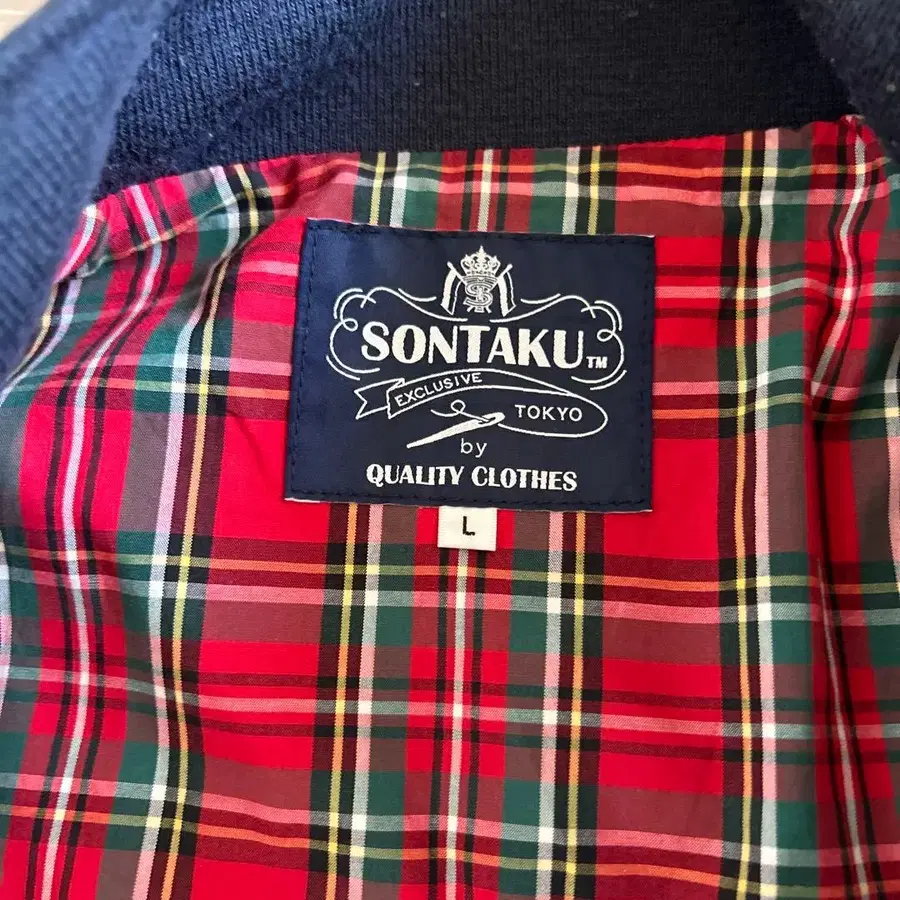 SONTAKU™
EXCLUSIVE
TOKYO
by
QUALITY CLOTHES
L